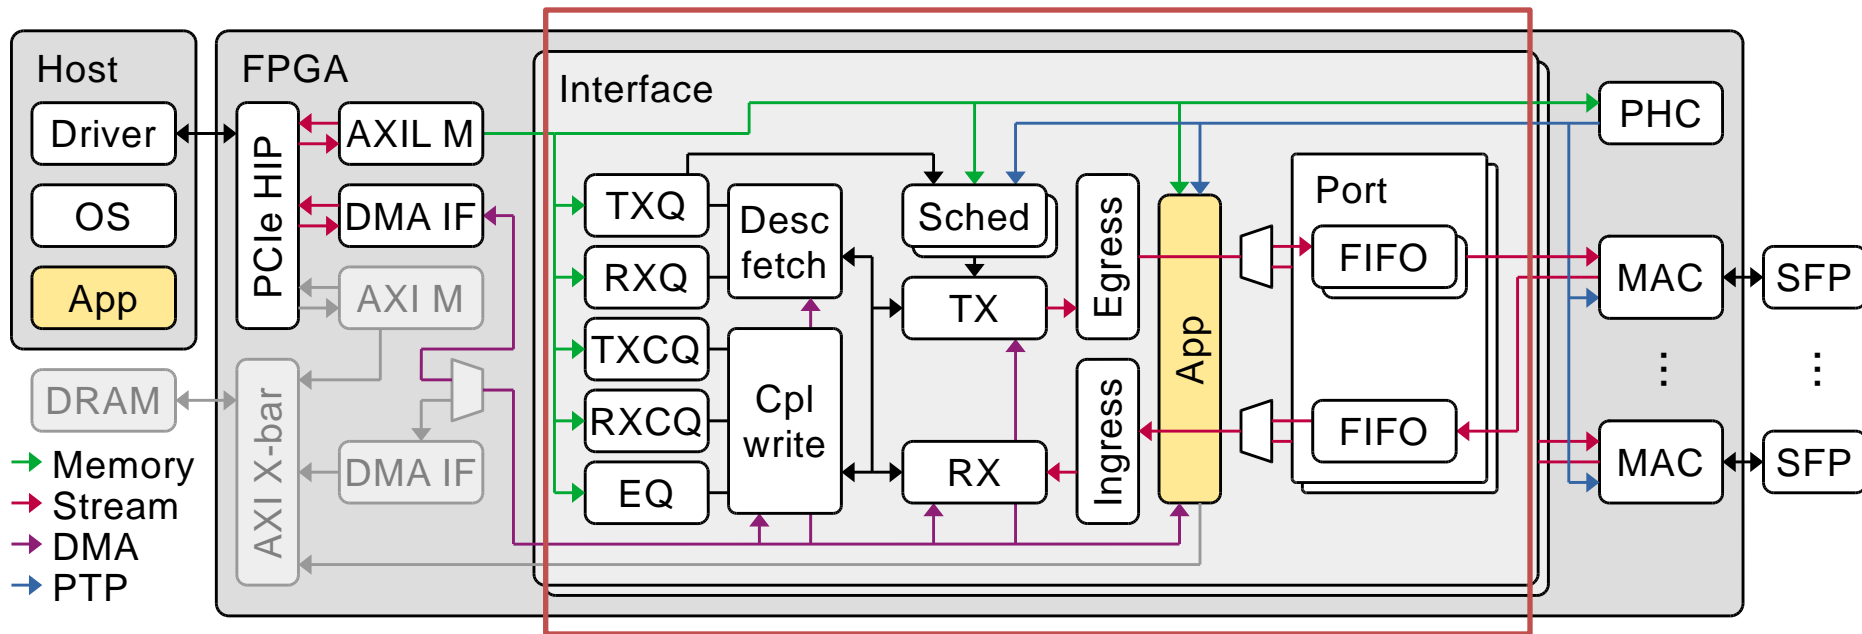 Host
Driver
OS
App
DRAM
Memory
Stream
DMA
PTP
FPGA
PCIe HIP
AXIL M
DMA IF
AXI M
AXI X-bar
DMA IF
Interface
TXQ
RXQ
TXCQ
RXCQ
EQ
Desc
fetch
Cpl
write
Sched
TX
RX
Egress
Ingress
App
Port
FIFO
FIFO
PHC
MAC
...
MAC
SFP
...
SFP